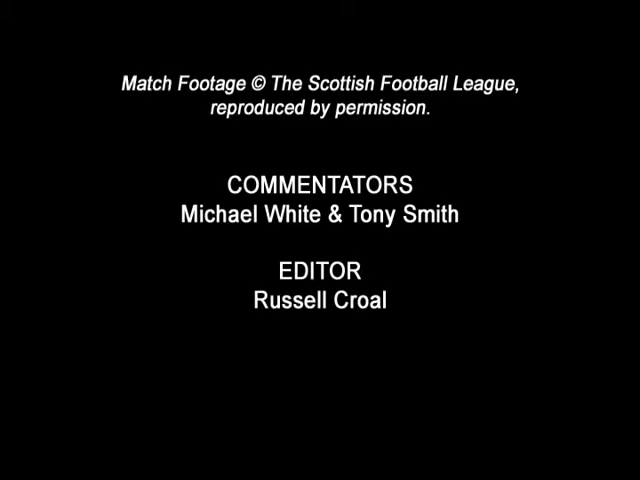 Match Footage © The Scottish Football League,
reproduced by permission.
COMMENTATORS
Michael White & Tony Smith
EDITOR
Russell Croal